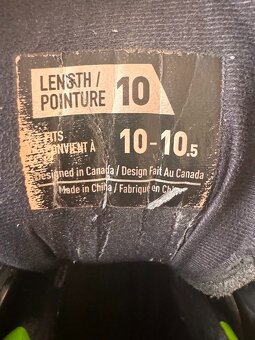 LENGTH/ 10
POINTURE
FITS 10-10.5
CONVIENT À
Designed in Canada / Design Fait Au Canada
Made in China / Fabriqué en Chine